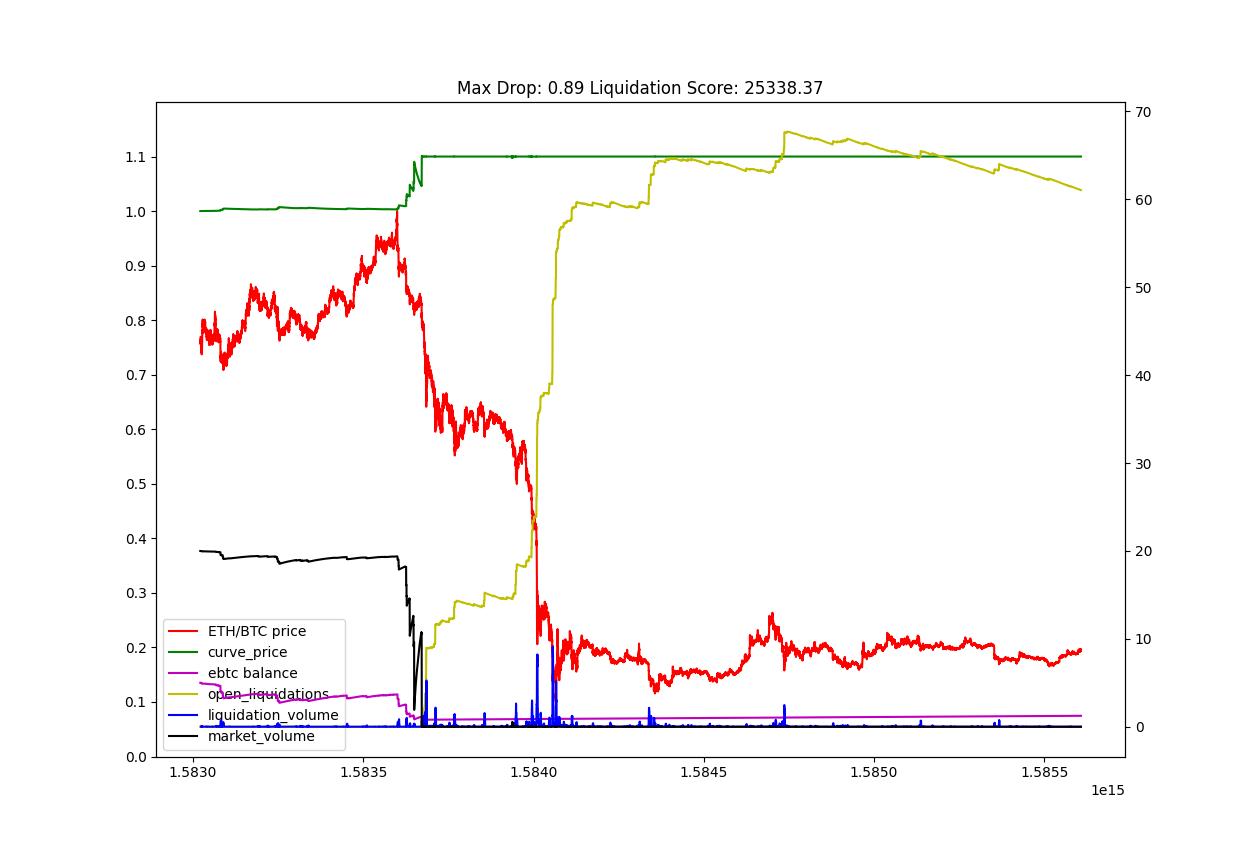 Max Drop: 0.89 Liquidation Score: 25338.37
1.1
1.0
0.9
0.8
0.7
0.6
0.5
0.4
0.3
0.2
0.1
0.0
70
60
50
40
30
20
10
0
ETH/BTC price
curve_price
ebtc balance
open_liquidations
liquidation_volume
market_volume
1.5830 1.5835 1.5840 1.5845 1.5850 1.5855
1e15